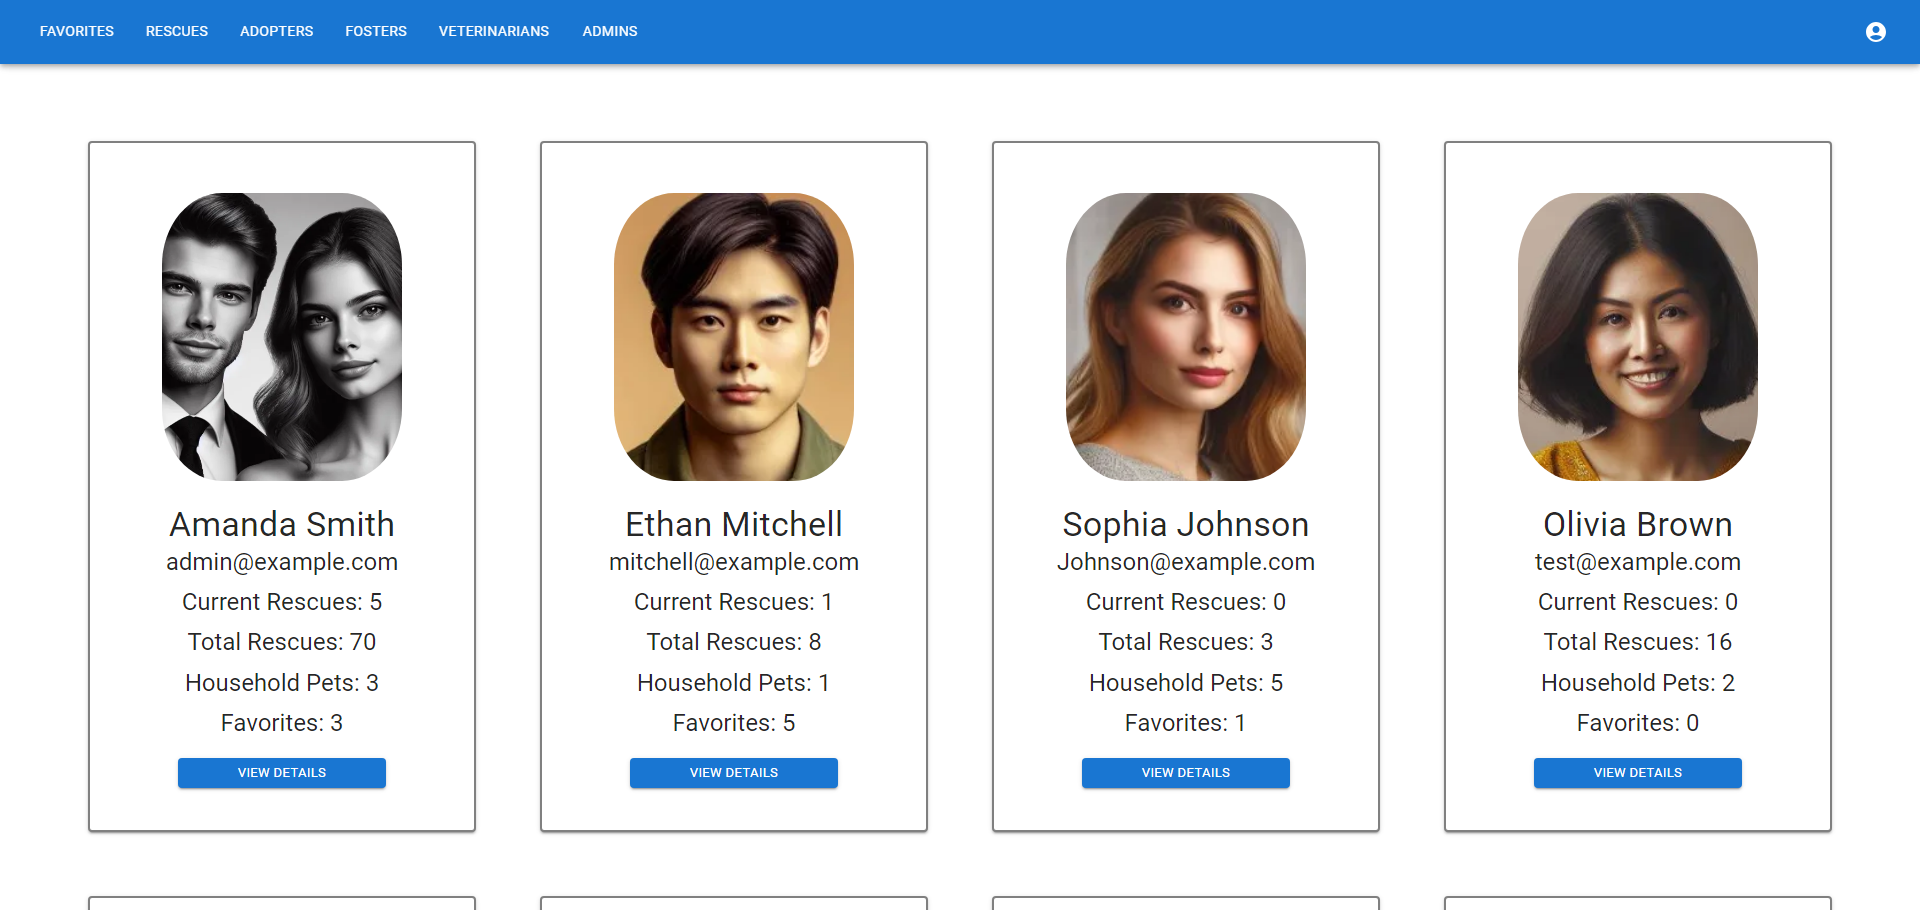 FAVORITES RESCUES ADOPTERS FOSTERS VETERINARIANS ADMINS
Amanda Smith
admin@example.com
Current Rescues: 5
Total Rescues: 70
Household Pets: 3
Favorites: 3
VIEW DETAILS
Ethan Mitchell
mitchell@example.com
Current Rescues: 1
Total Rescues: 8
Household Pets: 1
Favorites: 5
VIEW DETAILS
Sophia Johnson
Johnson@example.com
Current Rescues: 0
Total Rescues: 3
Household Pets: 5
Favorites: 1
VIEW DETAILS
Olivia Brown
test@example.com
Current Rescues: 0
Total Rescues: 16
Household Pets: 2
Favorites: 0
VIEW DETAILS